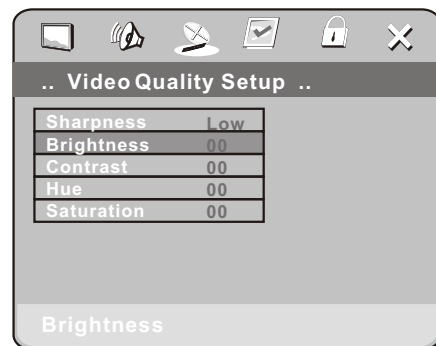 .. Video Quality Setup ..
Sharpness Low
Brightness 00
Contrast 00
Hue 00
Saturation 00
Brightness